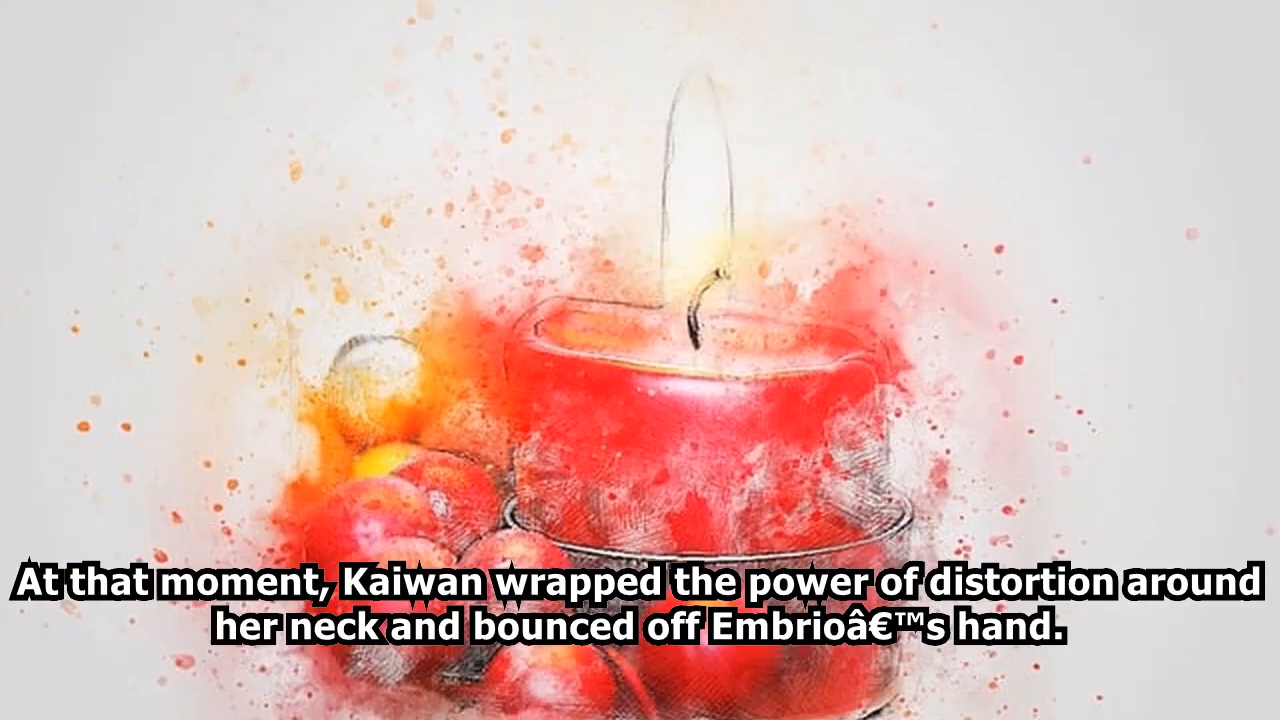 At that moment, Kaiwan wrapped the power of distortion around
her neck and bounced off Embrioâ€™s hand.